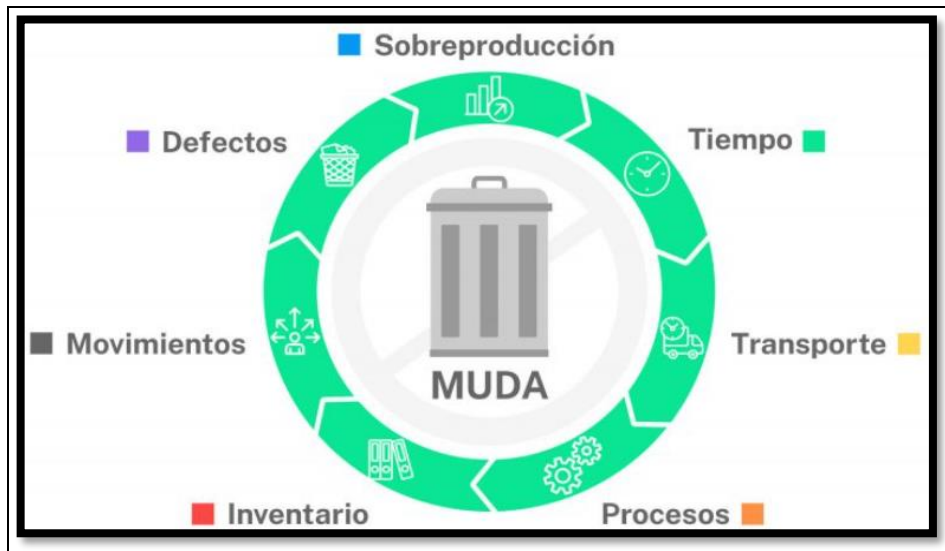 Sobreproducción
Defectos
Tiempo
Movimientos
Transporte
MUDA
Inventario
Procesos